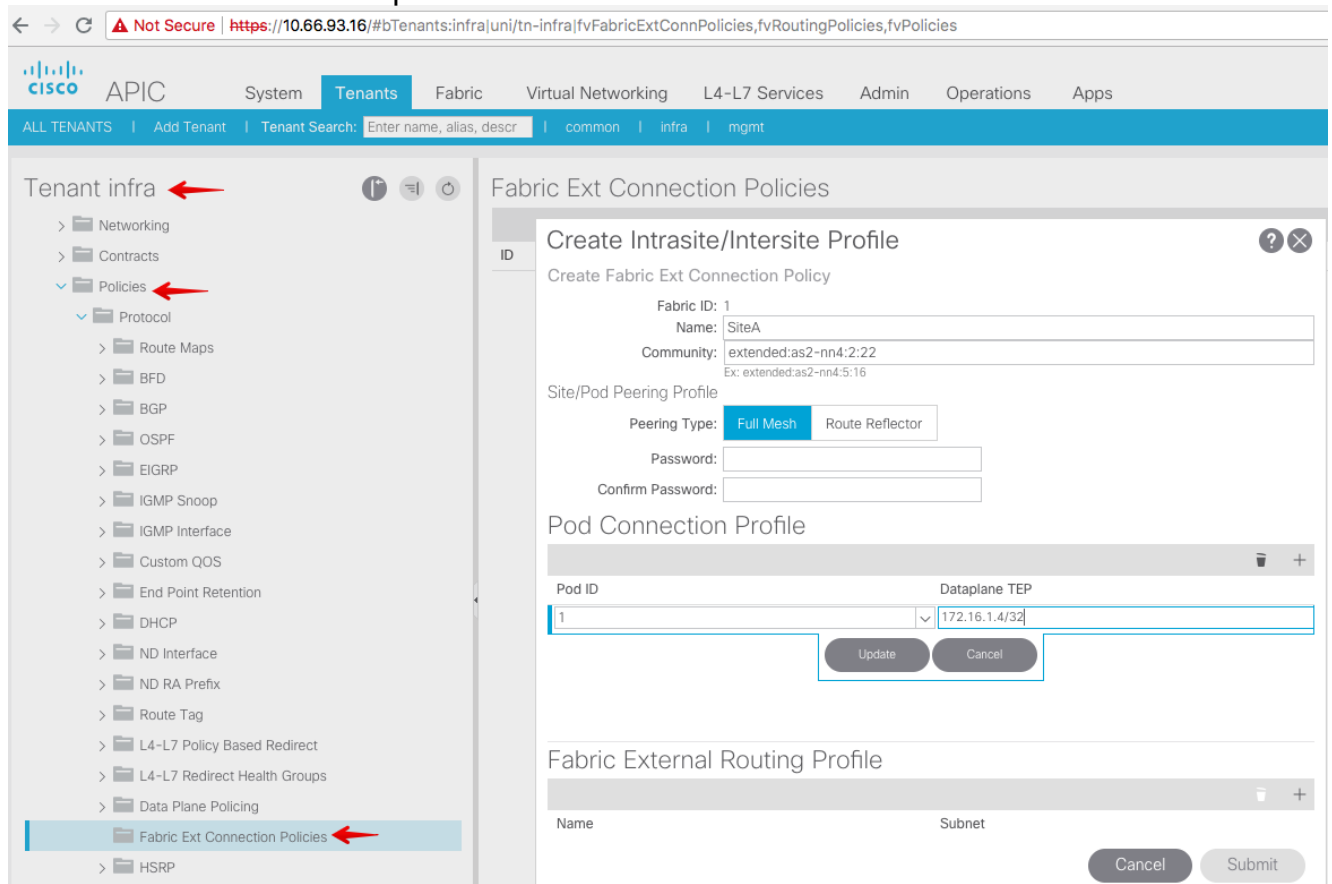 Not Secure | https://10.66.93.16/#bTenants:infra|uni/tn-infra|fvFabricExtConnPolicies,fvRoutingPolicies,fvPolicies
CISCO APIC System Tenants Fabric Virtual Networking L4-L7 Services Admin Operations Apps
ALL TENANTS | Add Tenant | Tenant Search: Enter name, alias, descr | common | infra | mgmt
Tenant infra
Networking
Contracts
Policies
Protocol
Route Maps
BFD
BGP
OSPF
EIGRP
IGMP Snoop
IGMP Interface
Custom QOS
End Point Retention
DHCP
ND Interface
ND RA Prefix
Route Tag
L4-L7 Policy Based Redirect
L4-L7 Redirect Health Groups
Data Plane Policing
Fabric Ext Connection Policies
HSRP
Fabric Ext Connection Policies
ID
Create Intrasite/Intersite Profile
Create Fabric Ext Connection Policy
Fabric ID: 1
Name: SiteA
Community: extended:as2-nn4:2:22
Ex: extended:as2-nn4:5:16
Site/Pod Peering Profile
Peering Type: Full Mesh Route Reflector
Password:
Confirm Password:
Pod Connection Profile
Pod ID Dataplane TEP
1 172.16.1.4/32
Update Cancel
Fabric External Routing Profile
Name Subnet
Cancel Submit